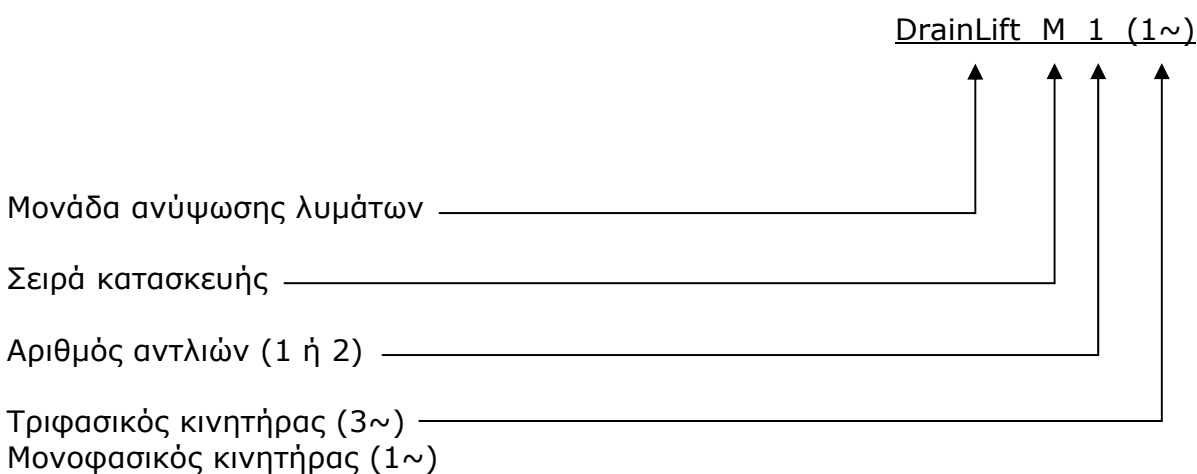 DrainLift M 1 (1~)
Μονάδα ανύψωσης λυμάτων
Σειρά κατασκευής
Αριθμός αντλιών (1 ή 2)
Τριφασικός κινητήρας (3~)
Μονοφασικός κινητήρας (1~)